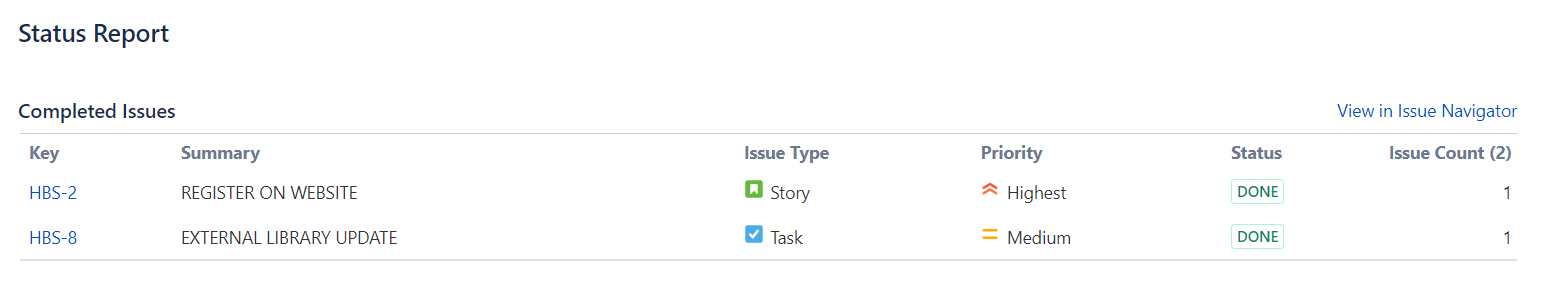 Status Report
Completed Issues View in Issue Navigator
Key Summary Issue Type Priority Status Issue Count (2)
HBS-2 REGISTER ON WEBSITE Story Highest DONE 1
HBS-8 EXTERNAL LIBRARY UPDATE Task Medium DONE 1